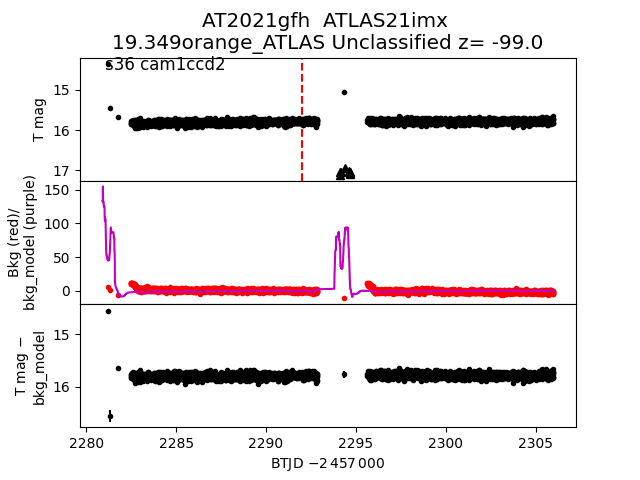 AT2021gfh  ATLAS21imx
19.349orange_ATLAS Unclassified z= -99.0
s36 cam1ccd2
15
16
17
T mag
150
100
50
0
Bkg (red)/
bkg_model (purple)
15
16
T mag −
bkg_model
2280 2285 2290 2295 2300 2305
BTJD −2 457 000